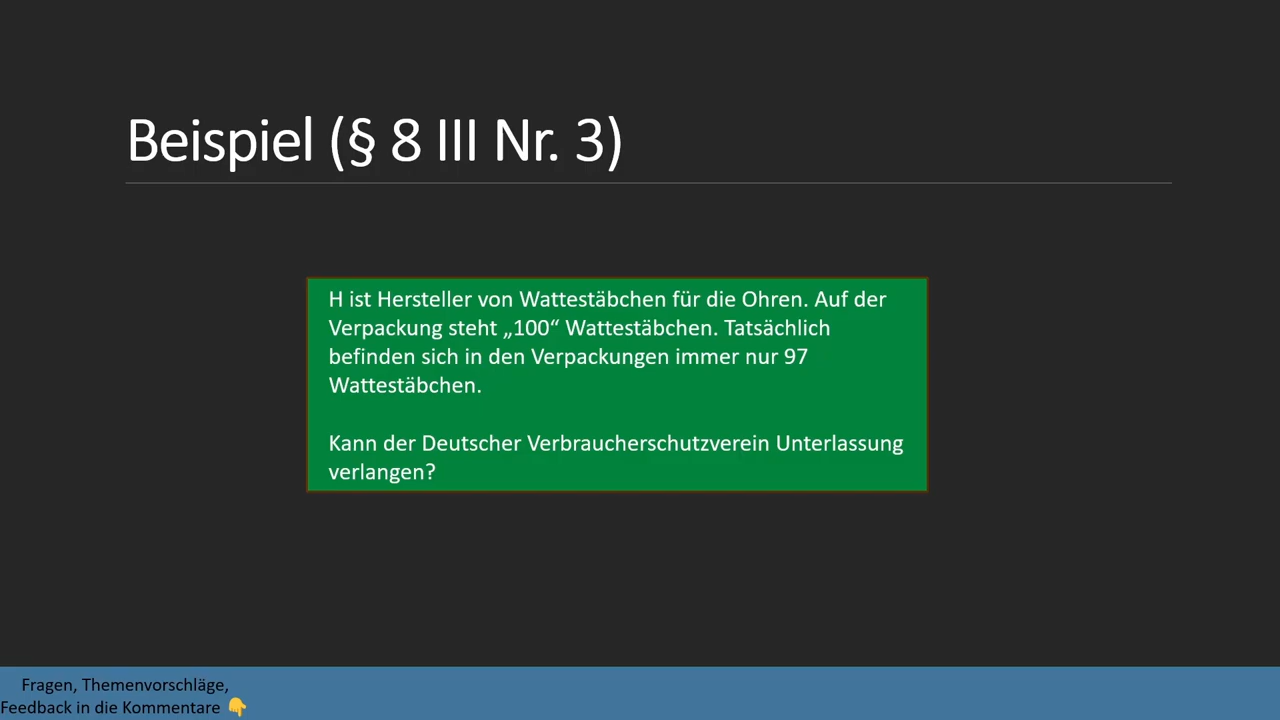 Beispiel (§ 8 III Nr. 3)
H ist Hersteller von Wattestäbchen für die Ohren. Auf der
Verpackung steht „100“ Wattestäbchen. Tatsächlich
befinden sich in den Verpackungen immer nur 97
Wattestäbchen.
Kann der Deutscher Verbraucherschutzverein Unterlassung
verlangen?
Fragen, Themenvorschläge,
Feedback in die Kommentare 👇